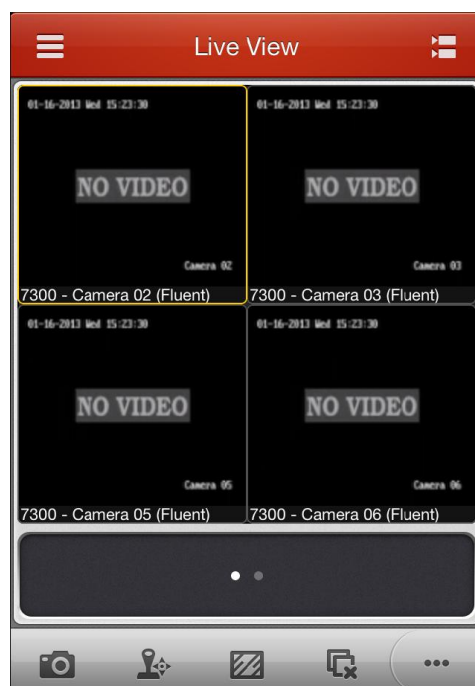 Live View
01-16-2013 Wed 15:23:30
01-16-2013 Wed 15:23:30
NO VIDEO
NO VIDEO
Camera 02
Camera 03
7300 - Camera 02 (Fluent)
7300 - Camera 03 (Fluent)
01-16-2013 Wed 15:23:30
01-16-2013 Wed 15:23:30
NO VIDEO
NO VIDEO
Camera 05
Camera 06
7300 - Camera 05 (Fluent)
7300 - Camera 06 (Fluent)